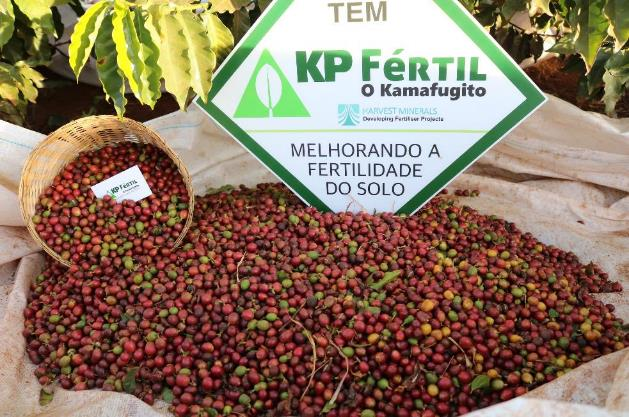 TEM
KP FéRTIL
O Kamafugito
HARVEST MINERALS
Developing Fertiliser Projects
MELHORANDO A
FERTILIDADE
DO SOLO
KP FéRTIL